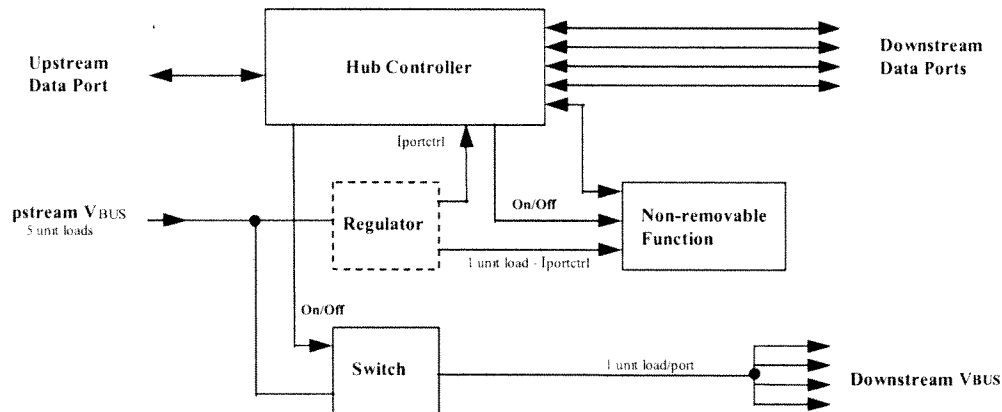 Upstream
Data Port
Hub Controller
Downstream
Data Ports
Iportctrl
pstream VBUS
5 unit loads
Regulator
On/Off
Non-removable
Function
1 unit load - Iportctrl
On/Off
Switch
1 unit load/port
Downstream VBUS